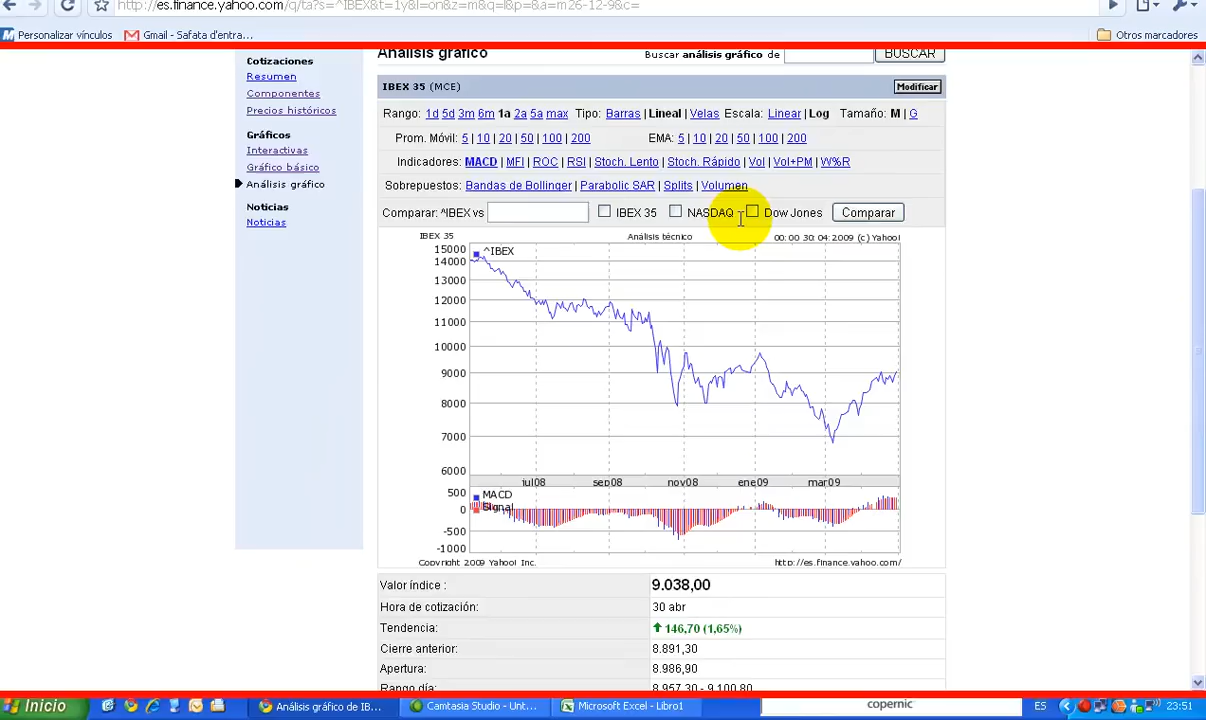 http://es.finance.yahoo.com/q/ta?s=^IBEX&t=1y&l=on&z=m&q=l&p=&a=m26-12-9&c=
Personalizar vínculos
Gmail - Safata d'entra...
Otros marcadores
Cotizaciones
Resumen
Componentes
Precios históricos
Gráficos
Interactivas
Gráfico básico
Análisis gráfico
Noticias
Noticias
Análisis gráfico
Buscar análisis gráfico de
BUSCAR
IBEX 35 (MCE)
Modificar
Rango: 1d 5d 3m 6m 1a 2a 5a max Tipo: Barras | Lineal | Velas Escala: Linear | Log Tamaño: M | G
Prom. Móvil: 5 | 10 | 20 | 50 | 100 | 200 EMA: 5 | 10 | 20 | 50 | 100 | 200
Indicadores: MACD | MFI | ROC | RSI | Stoch. Lento | Stoch. Rápido | Vol | Vol+PM | W%R
Sobrepuestos: Bandas de Bollinger | Parabolic SAR | Splits | Volumen
Comparar: ^IBEX vs IBEX 35 NASDAQ Dow Jones Comparar
IBEX 35 Análisis técnico 00:00 30:04:2009 (c) Yahoo!
^IBEX
15000
14000
13000
12000
11000
10000
9000
8000
7000
6000
jul08 sep08 nov08 ene09 mar09
MACD
Signal
500
0
-500
-1000
Copyright 2009 Yahoo! Inc. http://es.finance.yahoo.com/
Valor índice : 9.038,00
Hora de cotización: 30 abr
Tendencia: 146,70 (1,65%)
Cierre anterior: 8.891,30
Apertura: 8.986,90
Rango día: 8.957,30 - 9.100,80
Inicio
Análisis gráfico de IB...
Camtasia Studio - Unt...
Microsoft Excel - Libro1
copernic
ES
23:51